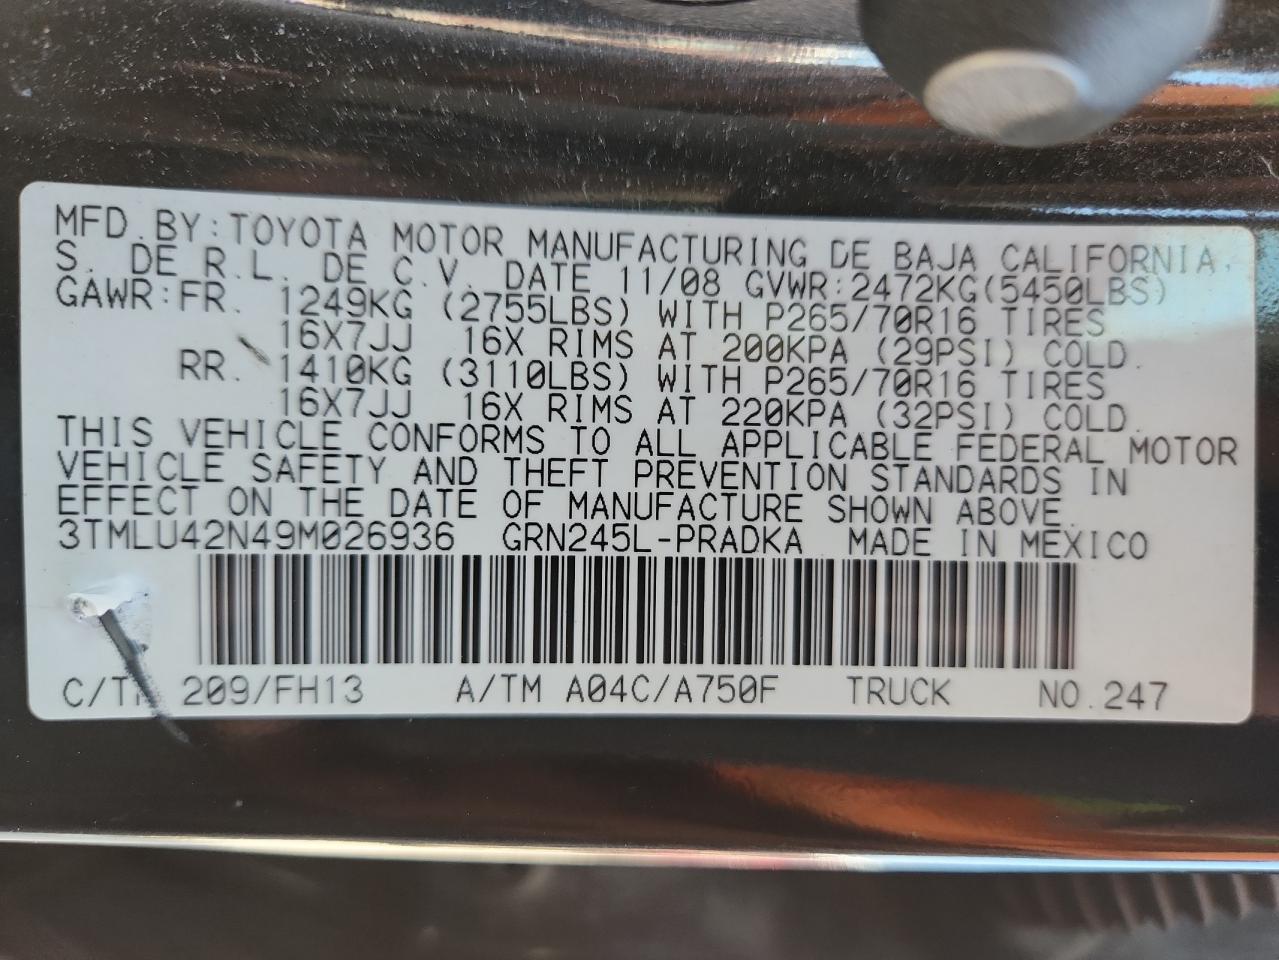 MFD.BY:TOYOTA MOTOR MANUFACTURING DE BAJA CALIFORNIA,
S. DE R.L. DE C.V. DATE 11/08 GVWR:2472KG(5450LBS)
GAWR:FR. 1249KG (2755LBS) WITH P265/70R16 TIRES
16X7JJ 16X RIMS AT 200KPA (29PSI) COLD.
RR. 1410KG (3110LBS) WITH P265/70R16 TIRES
16X7JJ 16X RIMS AT 220KPA (32PSI) COLD.
THIS VEHICLE CONFORMS TO ALL APPLICABLE FEDERAL MOTOR
VEHICLE SAFETY AND THEFT PREVENTION STANDARDS IN
EFFECT ON THE DATE OF MANUFACTURE SHOWN ABOVE.
3TMLU42N49M026936 GRN245L-PRADKA MADE IN MEXICO
209/FH13 A/TM A04C/A750F TRUCK NO.247